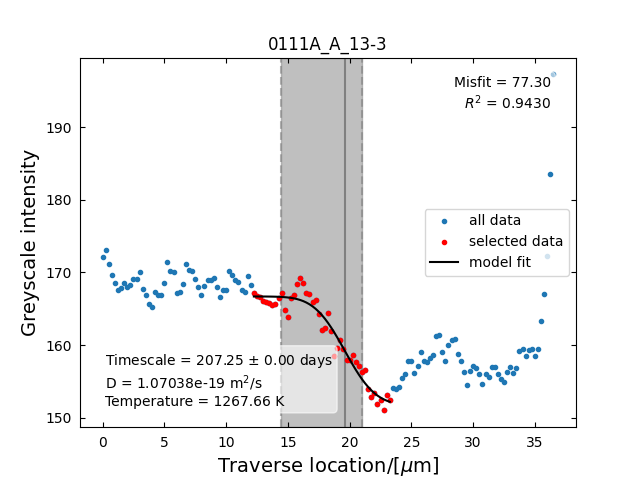 0111A_A_13-3
Misfit = 77.30
R² = 0.9430
all data
selected data
model fit
Timescale = 207.25 ± 0.00 days
D = 1.07038e-19 m²/s
Temperature = 1267.66 K
Greyscale intensity
190
180
170
160
150
0 5 10 15 20 25 30 35
Traverse location/[μm]